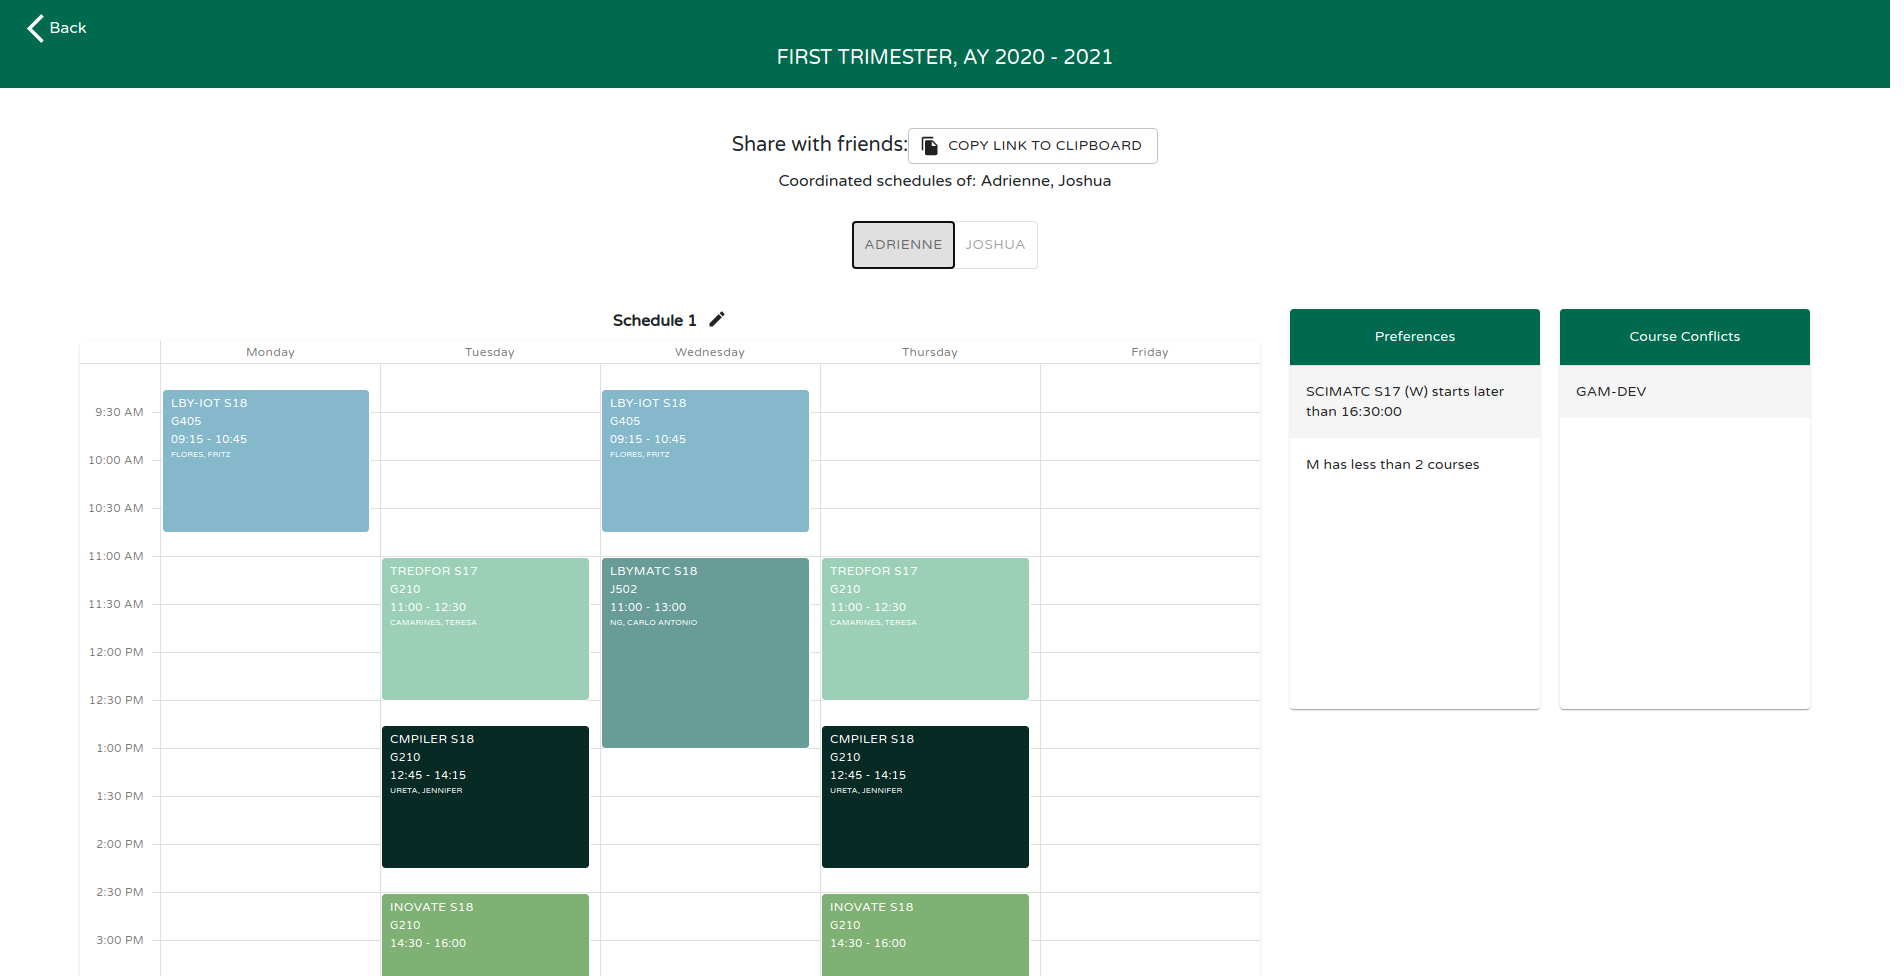 Back
FIRST TRIMESTER, AY 2020 - 2021
Share with friends: COPY LINK TO CLIPBOARD
Coordinated schedules of: Adrienne, Joshua
ADRIENNE JOSHUA
Schedule 1
Monday Tuesday Wednesday Thursday Friday
9:30 AM
10:00 AM
10:30 AM
11:00 AM
11:30 AM
12:00 PM
12:30 PM
1:00 PM
1:30 PM
2:00 PM
2:30 PM
3:00 PM
LBY-IOT S18
G405
09:15 - 10:45
FLORES, FRITZ
TREDFOR S17
G210
11:00 - 12:30
CAMARINES, TERESA
CMPILER S18
G210
12:45 - 14:15
URETA, JENNIFER
INOVATE S18
G210
14:30 - 16:00
LBY-IOT S18
G405
09:15 - 10:45
FLORES, FRITZ
LBYMATC S18
J502
11:00 - 13:00
NG, CARLO ANTONIO
TREDFOR S17
G210
11:00 - 12:30
CAMARINES, TERESA
CMPILER S18
G210
12:45 - 14:15
URETA, JENNIFER
INOVATE S18
G210
14:30 - 16:00
Preferences
SCIMATC S17 (W) starts later
than 16:30:00
M has less than 2 courses
Course Conflicts
GAM-DEV